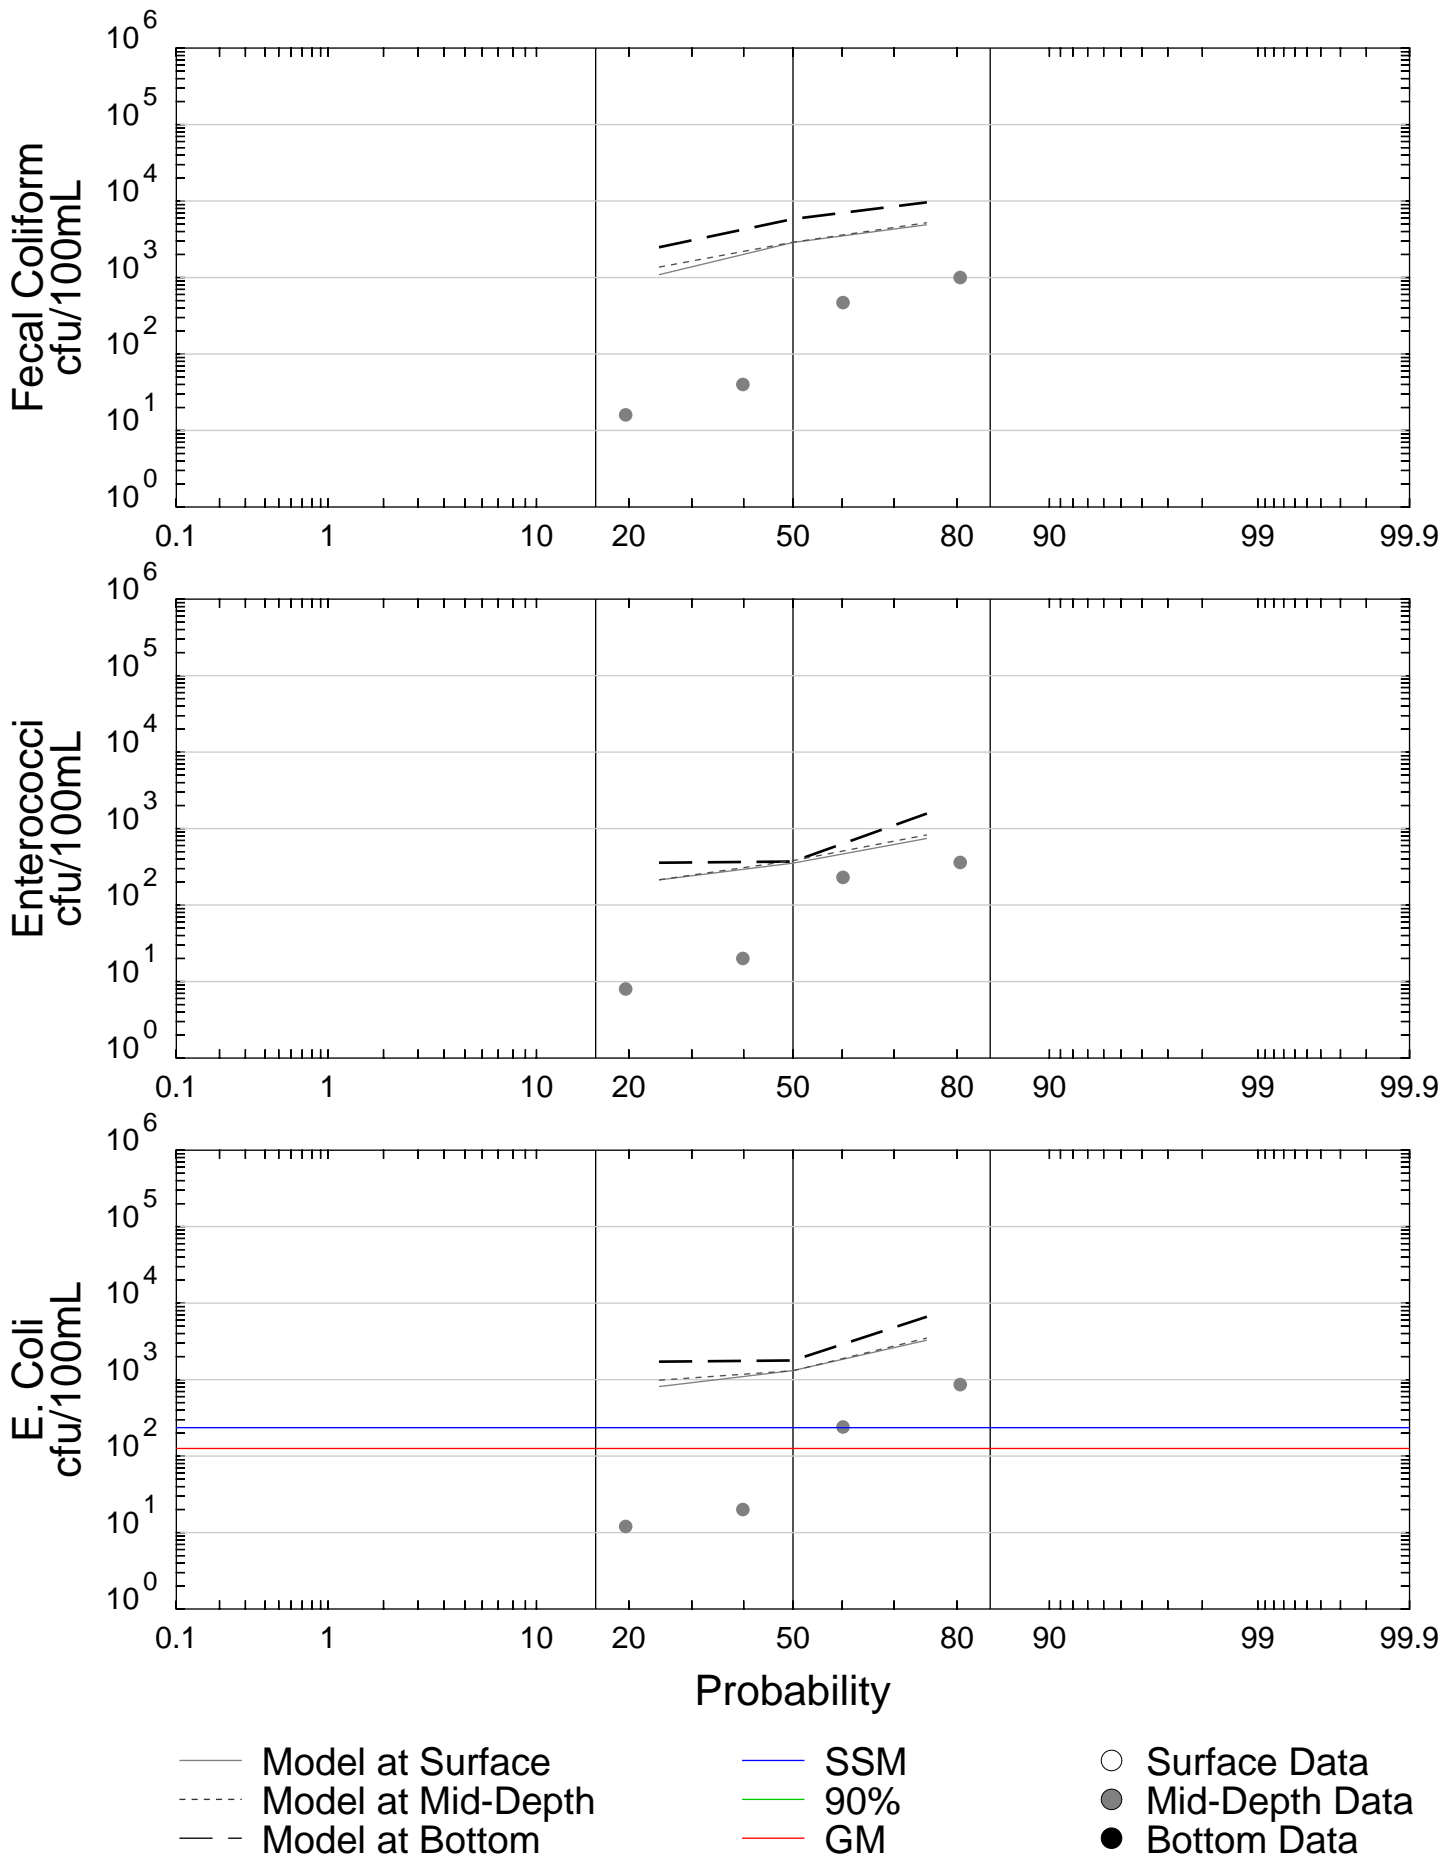 Fecal Coliform
cfu/100mL
10^6
10^5
10^4
10^3
10^2
10^1
10^0
0.1 1 10 20 50 80 90 99 99.9
Enterococci
cfu/100mL
10^6
10^5
10^4
10^3
10^2
10^1
10^0
0.1 1 10 20 50 80 90 99 99.9
E. Coli
cfu/100mL
10^6
10^5
10^4
10^3
10^2
10^1
10^0
0.1 1 10 20 50 80 90 99 99.9
Probability
Model at Surface SSM Surface Data
Model at Mid-Depth 90% Mid-Depth Data
Model at Bottom GM Bottom Data